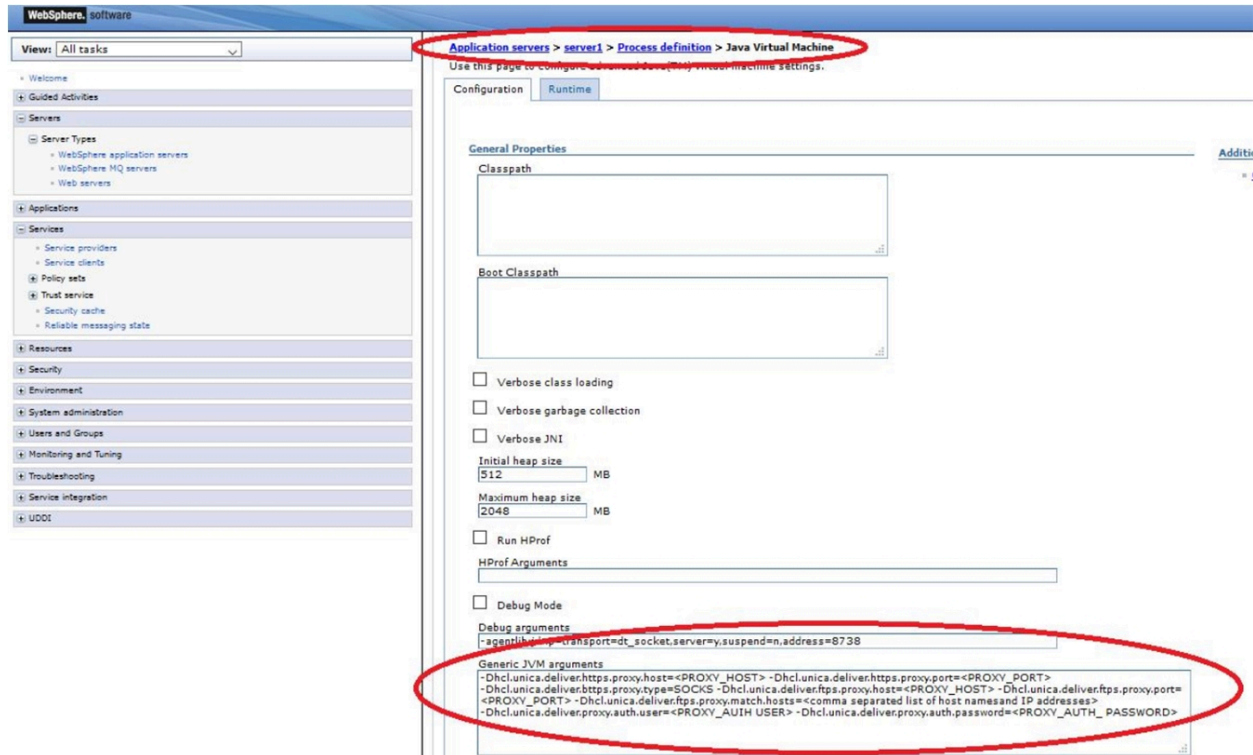 WebSphere. software
View: All tasks
Welcome
Guided Activities
Servers
Server Types
WebSphere application servers
WebSphere MQ servers
Web servers
Applications
Services
Service providers
Service clients
Policy sets
Trust service
Security cache
Reliable messaging state
Resources
Security
Environment
System administration
Users and Groups
Monitoring and Tuning
Troubleshooting
Service integration
UDDI
Application servers > server1 > Process definition > Java Virtual Machine
Use this page to configure advanced Java(TM) virtual machine settings.
Configuration Runtime
General Properties
Additi
Classpath
Boot Classpath
Verbose class loading
Verbose garbage collection
Verbose JNI
Initial heap size
512 MB
Maximum heap size
2048 MB
Run HProf
HProf Arguments
Debug Mode
Debug arguments
-agentlib:jdwp=transport=dt_socket,server=y,suspend=n,address=8738
Generic JVM arguments
-Dhcl.unica.deliver.https.proxy.host=<PROXY_HOST> -Dhcl.unica.deliver.https.proxy.port=<PROXY_PORT>
-Dhcl.unica.deliver.bttps.proxy.type=SOCKS -Dhcl.unica.deliver.ftps.proxy.host=<PROXY_HOST> -Dhcl.unica.deliver.ftps.proxy.port=
<PROXY_PORT> -Dhcl.unica.deliver.ftps.proxy.match.hosts=<comma separated list of host namesand IP addresses>
-Dhcl.unica.deliver.proxy.auth.user=<PROXY_AUIH USER> -Dhcl.unica.deliver.proxy.auth.password=<PROXY_AUTH_ PASSWORD>